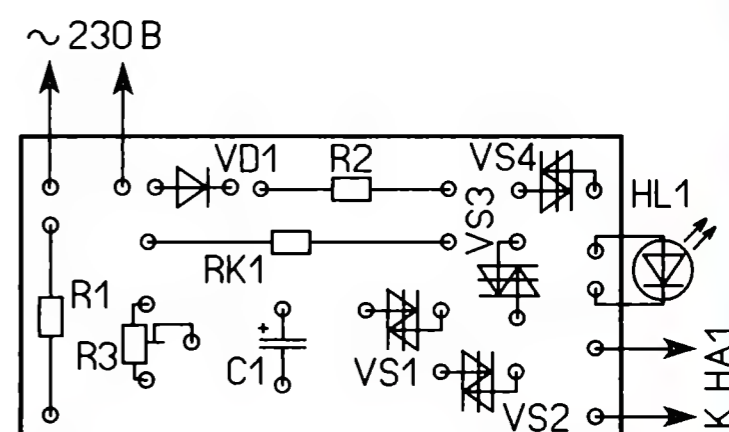 ~ 230 В
VD1
R2
VS4
VS3
HL1
RK1
R1
R3
+
C1
VS1
VS2
К HA1